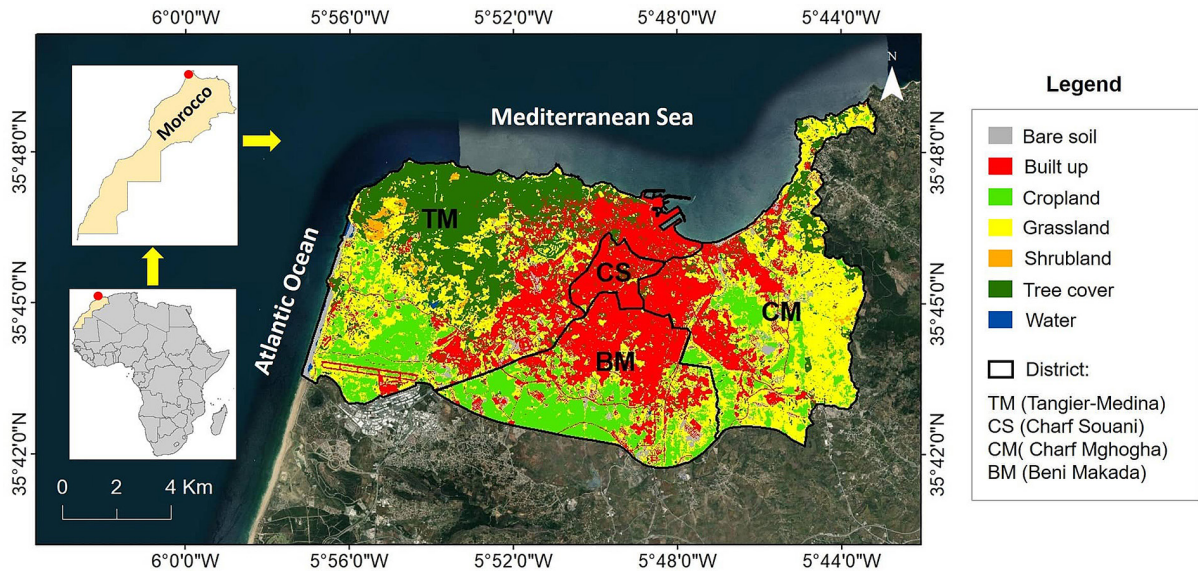 6°0'0"W 5°56'0"W 5°52'0"W 5°48'0"W 5°44'0"W
N
Morocco
Mediterranean Sea
Atlantic Ocean
35°48'0"N
35°45'0"N
35°42'0"N
35°48'0"N
35°45'0"N
35°42'0"N
TM
CS
CM
BM
0 2 4 Km
6°0'0"W 5°56'0"W 5°52'0"W 5°48'0"W 5°44'0"W
Legend
Bare soil
Built up
Cropland
Grassland
Shrubland
Tree cover
Water
District:
TM (Tangier-Medina)
CS (Charf Souani)
CM( Charf Mghogha)
BM (Beni Makada)